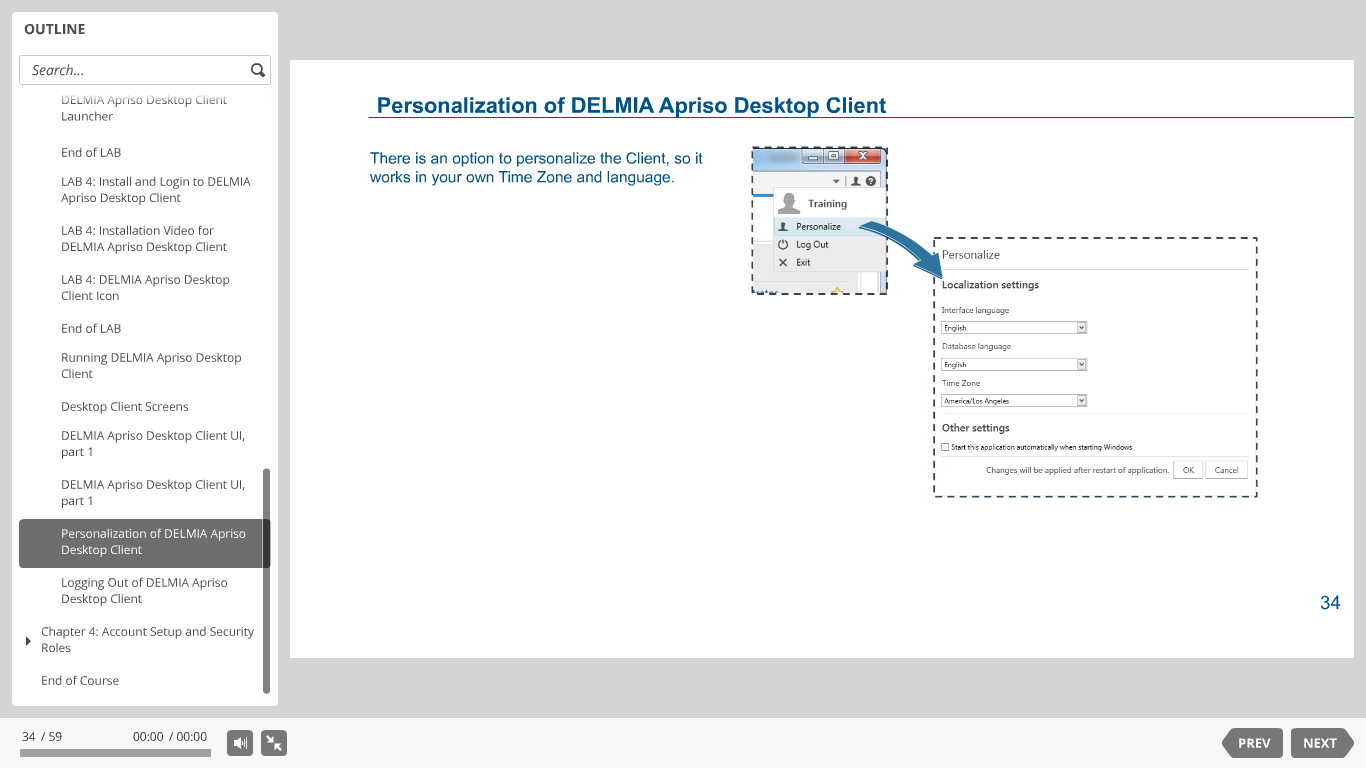 OUTLINE
Search...
DELMIA Apriso Desktop Client
Launcher
End of LAB
LAB 4: Install and Login to DELMIA
Apriso Desktop Client
LAB 4: Installation Video for
DELMIA Apriso Desktop Client
LAB 4: DELMIA Apriso Desktop
Client Icon
End of LAB
Running DELMIA Apriso Desktop
Client
Desktop Client Screens
DELMIA Apriso Desktop Client UI,
part 1
DELMIA Apriso Desktop Client UI,
part 1
Personalization of DELMIA Apriso
Desktop Client
Logging Out of DELMIA Apriso
Desktop Client
Chapter 4: Account Setup and Security
Roles
End of Course
Personalization of DELMIA Apriso Desktop Client
There is an option to personalize the Client, so it
works in your own Time Zone and language.
Training
Personalize
Log Out
Exit
Personalize
Localization settings
Interface language
English
Database language
English
Time Zone
America/Los Angeles
Other settings
Start this application automatically when starting Windows
Changes will be applied after restart of application. OK Cancel
34
34 / 59 00:00 / 00:00
PREV NEXT